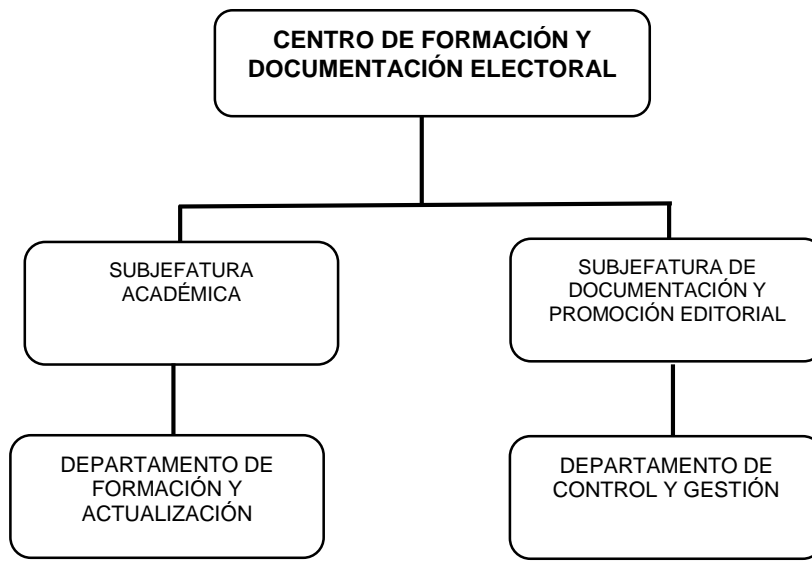 CENTRO DE FORMACIÓN Y
DOCUMENTACIÓN ELECTORAL
SUBJEFATURA
ACADÉMICA
SUBJEFATURA DE
DOCUMENTACIÓN Y
PROMOCIÓN EDITORIAL
DEPARTAMENTO DE
FORMACIÓN Y
ACTUALIZACIÓN
DEPARTAMENTO DE
CONTROL Y GESTIÓN